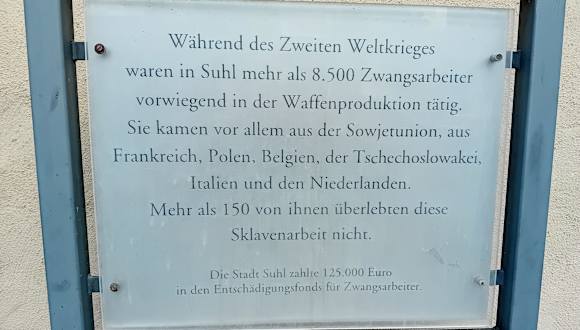 Während des Zweiten Weltkrieges
waren in Suhl mehr als 8.500 Zwangsarbeiter
vorwiegend in der Waffenproduktion tätig.
Sie kamen vor allem aus der Sowjetunion, aus
Frankreich, Polen, Belgien, der Tschechoslowakei,
Italien und den Niederlanden.
Mehr als 150 von ihnen überlebten diese
Sklavenarbeit nicht.
Die Stadt Suhl zahlte 125.000 Euro
in den Entschädigungsfonds für Zwangsarbeiter.